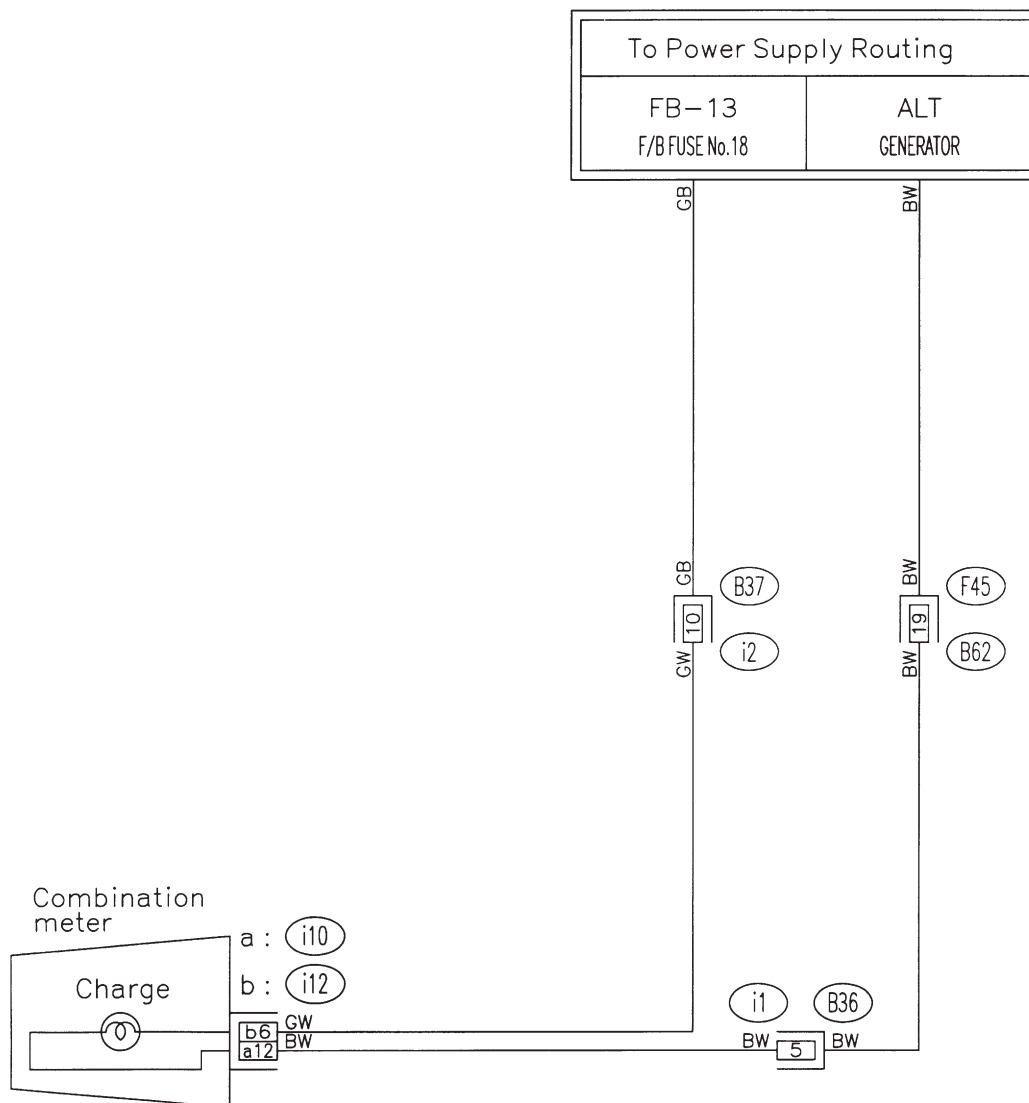 To Power Supply Routing
FB-13
F/B FUSE No.18
ALT
GENERATOR
GB
BW
GB
B37
BW
F45
10
19
GW
i2
BW
B62
Combination
meter
a : i10
Charge
b : i12
i1
B36
b6
GW
a12
BW
BW
5
BW